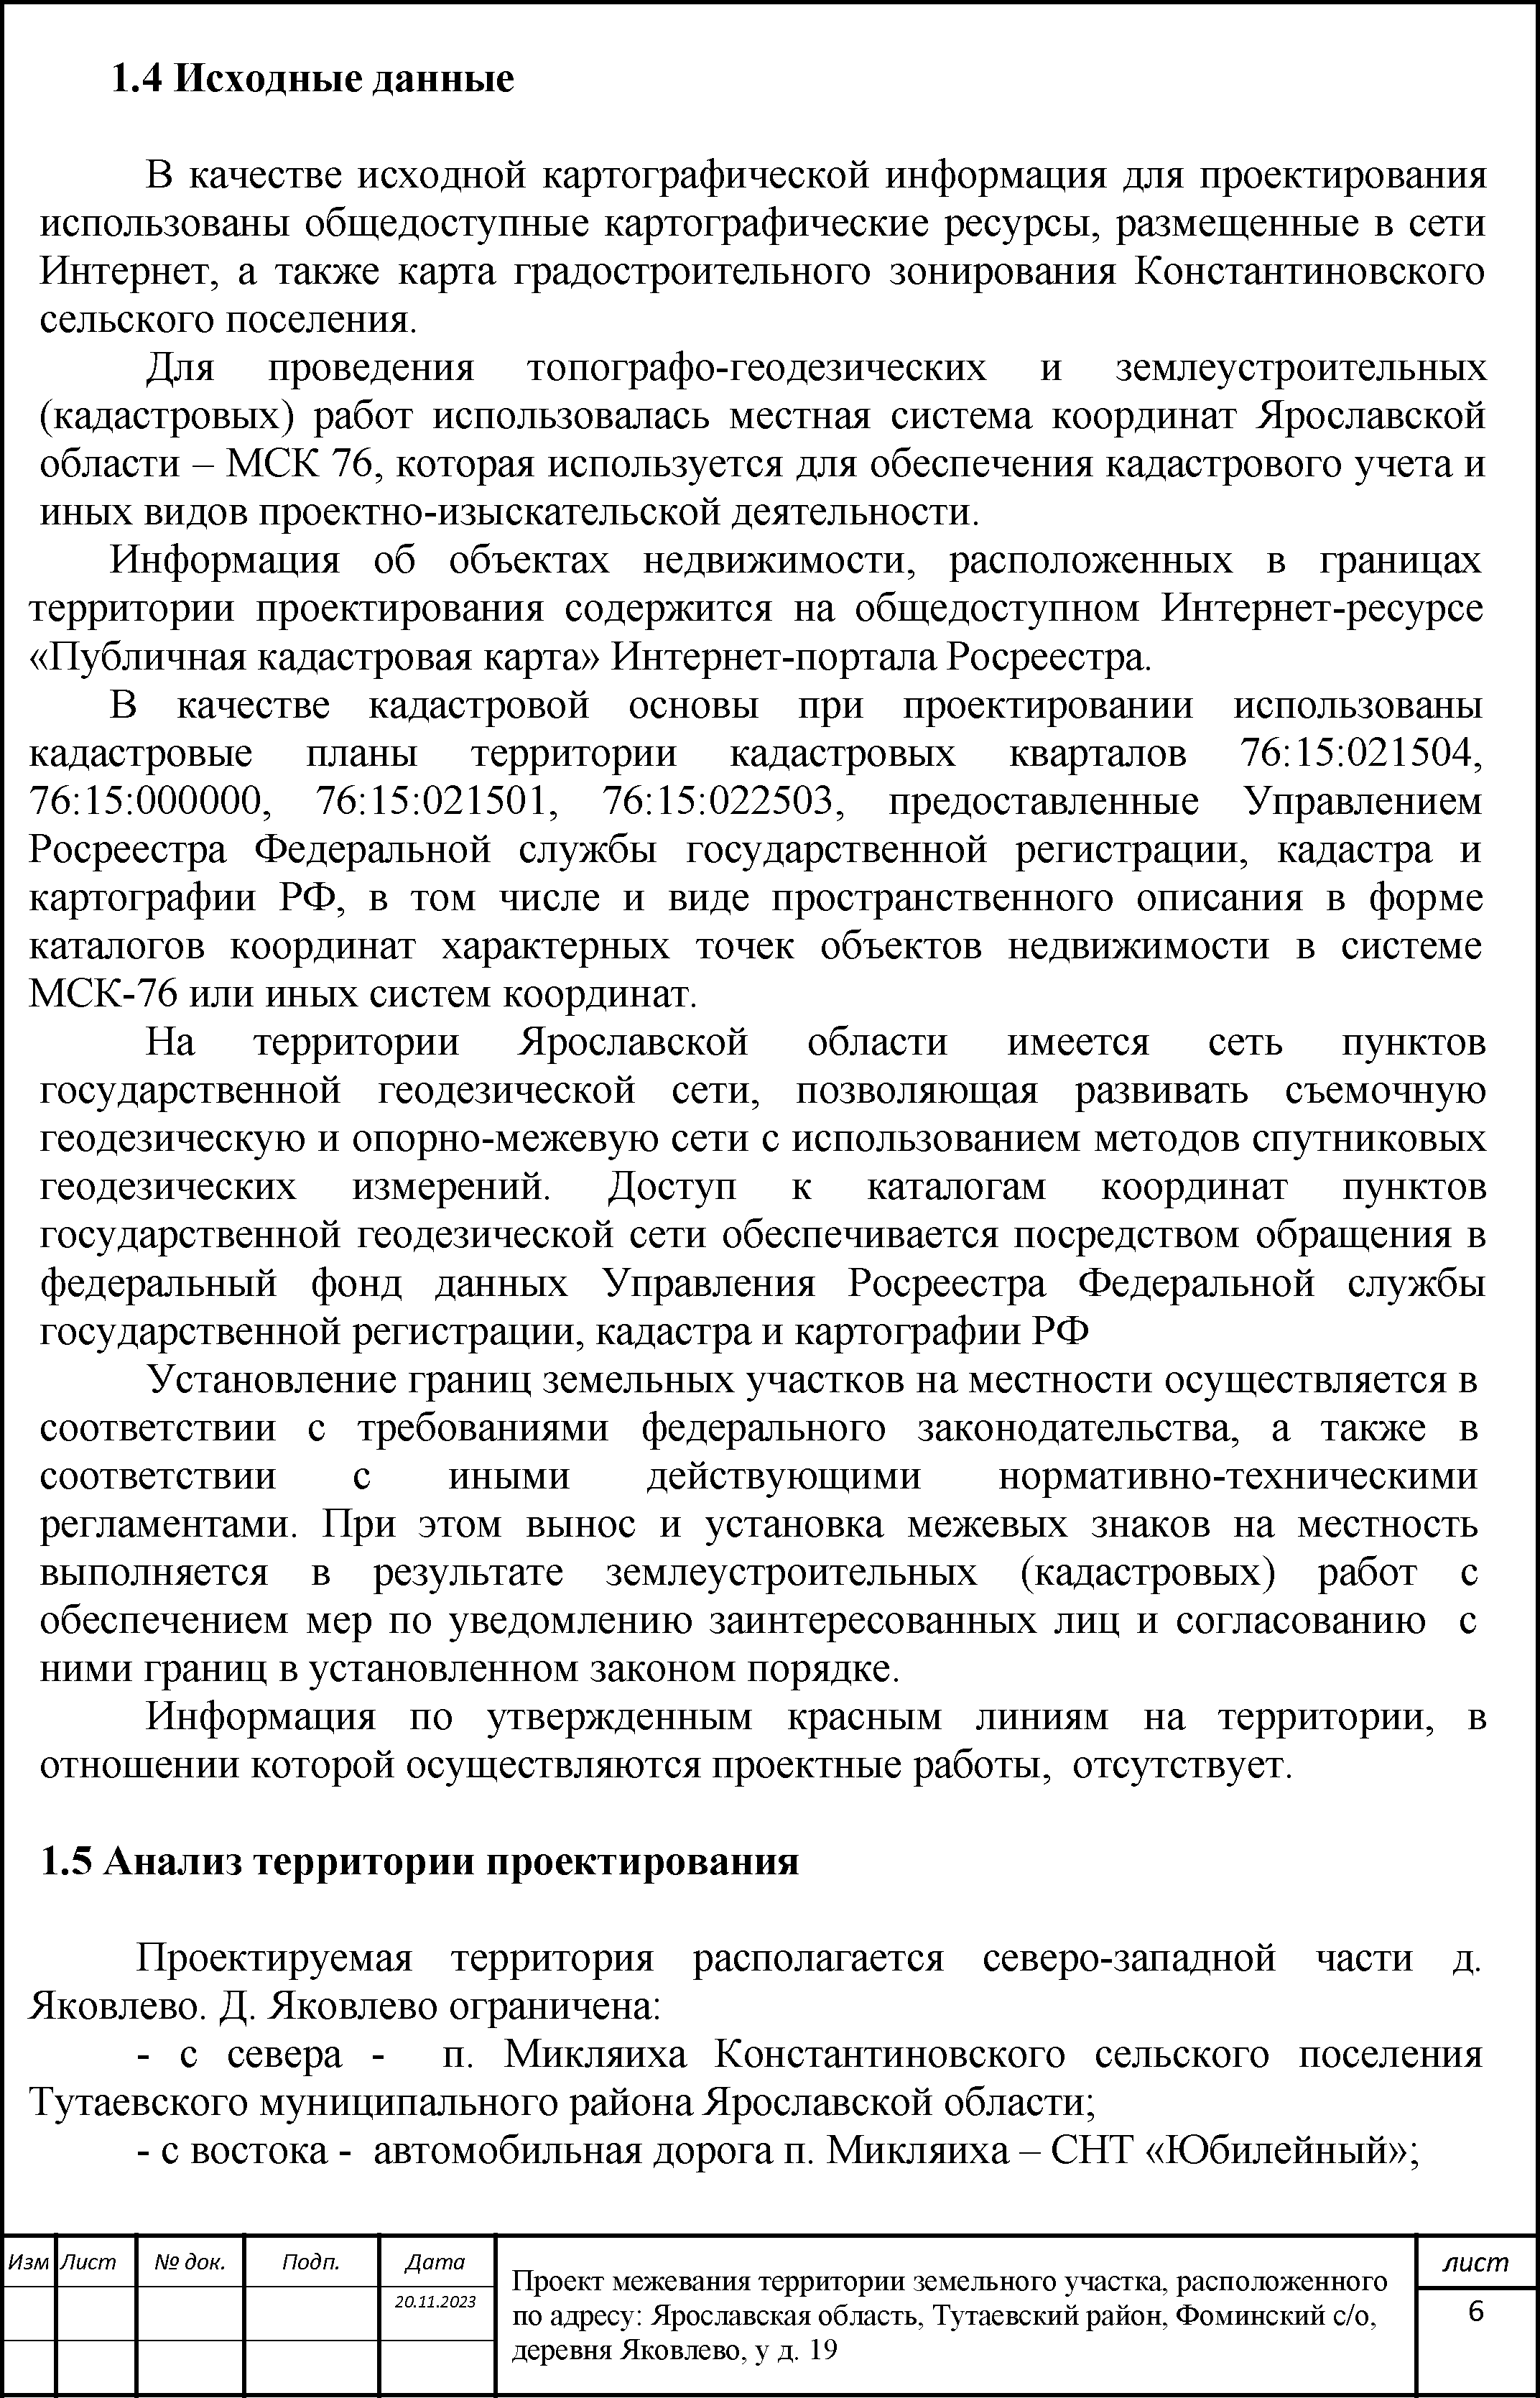 1.4 Исходные данные
В качестве исходной картографической информация для проектирования
использованы общедоступные картографические ресурсы, размещенные в сети
Интернет, а также карта градостроительного зонирования Константиновского
сельского поселения.
Для проведения топографо-геодезических и землеустроительных
(кадастровых) работ использовалась местная система координат Ярославской
области – МСК 76, которая используется для обеспечения кадастрового учета и
иных видов проектно-изыскательской деятельности.
Информация об объектах недвижимости, расположенных в границах
территории проектирования содержится на общедоступном Интернет-ресурсе
«Публичная кадастровая карта» Интернет-портала Росреестра.
В качестве кадастровой основы при проектировании использованы
кадастровые планы территории кадастровых кварталов 76:15:021504,
76:15:000000, 76:15:021501, 76:15:022503, предоставленные Управлением
Росреестра Федеральной службы государственной регистрации, кадастра и
картографии РФ, в том числе и виде пространственного описания в форме
каталогов координат характерных точек объектов недвижимости в системе
МСК-76 или иных систем координат.
На территории Ярославской области имеется сеть пунктов
государственной геодезической сети, позволяющая развивать съемочную
геодезическую и опорно-межевую сети с использованием методов спутниковых
геодезических измерений. Доступ к каталогам координат пунктов
государственной геодезической сети обеспечивается посредством обращения в
федеральный фонд данных Управления Росреестра Федеральной службы
государственной регистрации, кадастра и картографии РФ
Установление границ земельных участков на местности осуществляется в
соответствии с требованиями федерального законодательства, а также в
соответствии с иными действующими нормативно-техническими
регламентами. При этом вынос и установка межевых знаков на местность
выполняется в результате землеустроительных (кадастровых) работ с
обеспечением мер по уведомлению заинтересованных лиц и согласованию с
ними границ в установленном законом порядке.
Информация по утвержденным красным линиям на территории, в
отношении которой осуществляются проектные работы, отсутствует.
1.5 Анализ территории проектирования
Проектируемая территория располагается северо-западной части д.
Яковлево. Д. Яковлево ограничена:
- с севера - п. Микляиха Константиновского сельского поселения
Тутаевского муниципального района Ярославской области;
- с востока - автомобильная дорога п. Микляиха – СНТ «Юбилейный»;
Изм Лист № док. Подп. Дата
20.11.2023
Проект межевания территории земельного участка, расположенного
по адресу: Ярославская область, Тутаевский район, Фоминский с/о,
деревня Яковлево, у д. 19
лист
6